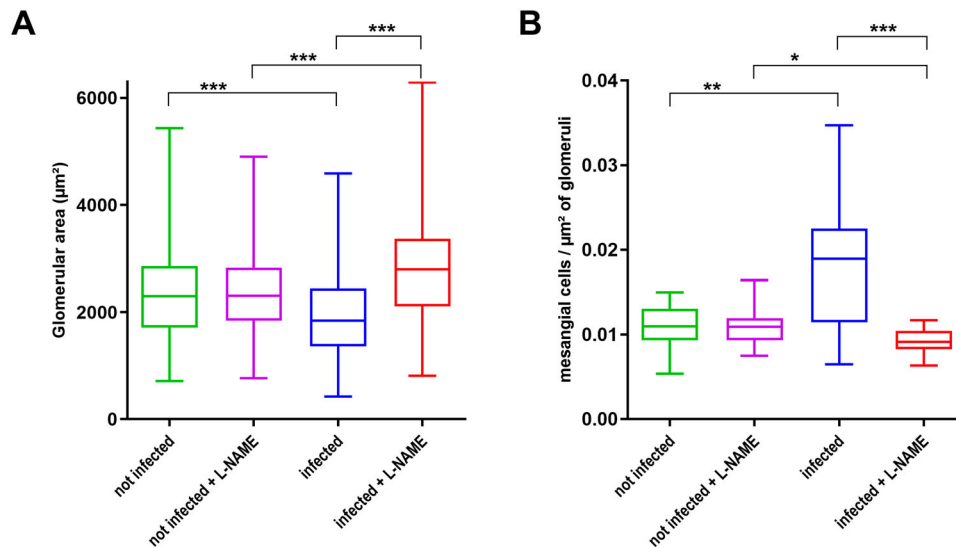 A
***
***
***
Glomerular area (µm²)
6000
4000
2000
0
not infected
not infected + L-NAME
infected
infected + L-NAME
B
***
*
**
mesangial cells / µm² of glomeruli
0.04
0.03
0.02
0.01
0.00
not infected
not infected + L-NAME
infected
infected + L-NAME